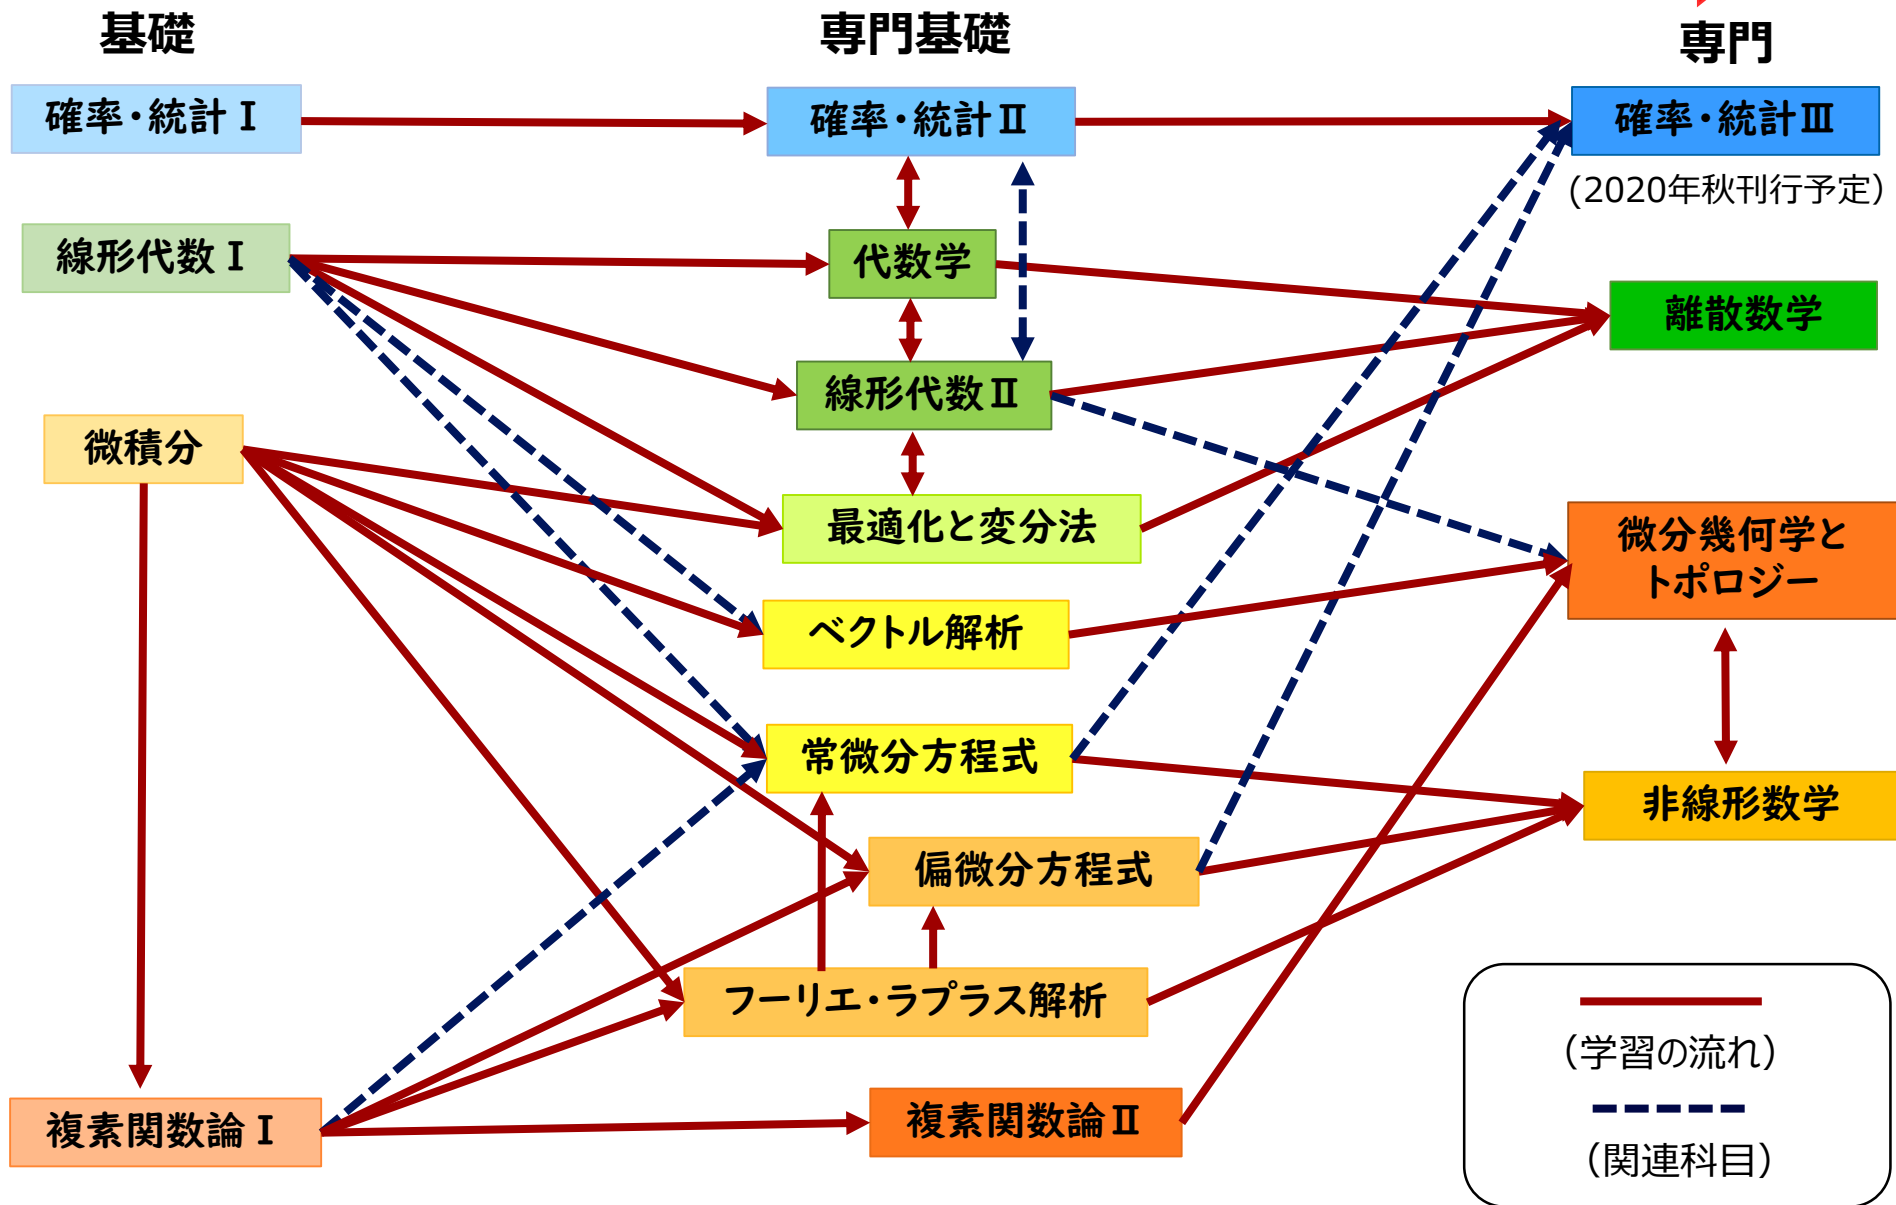 基礎
専門基礎
専門
確率・統計Ⅰ
確率・統計Ⅱ
確率・統計Ⅲ
(2020年秋刊行予定)
線形代数Ⅰ
代数学
離散数学
線形代数Ⅱ
微積分
最適化と変分法
微分幾何学と
トポロジー
ベクトル解析
常微分方程式
非線形数学
偏微分方程式
フーリエ・ラプラス解析
複素関数論Ⅰ
複素関数論Ⅱ
(学習の流れ)
(関連科目)